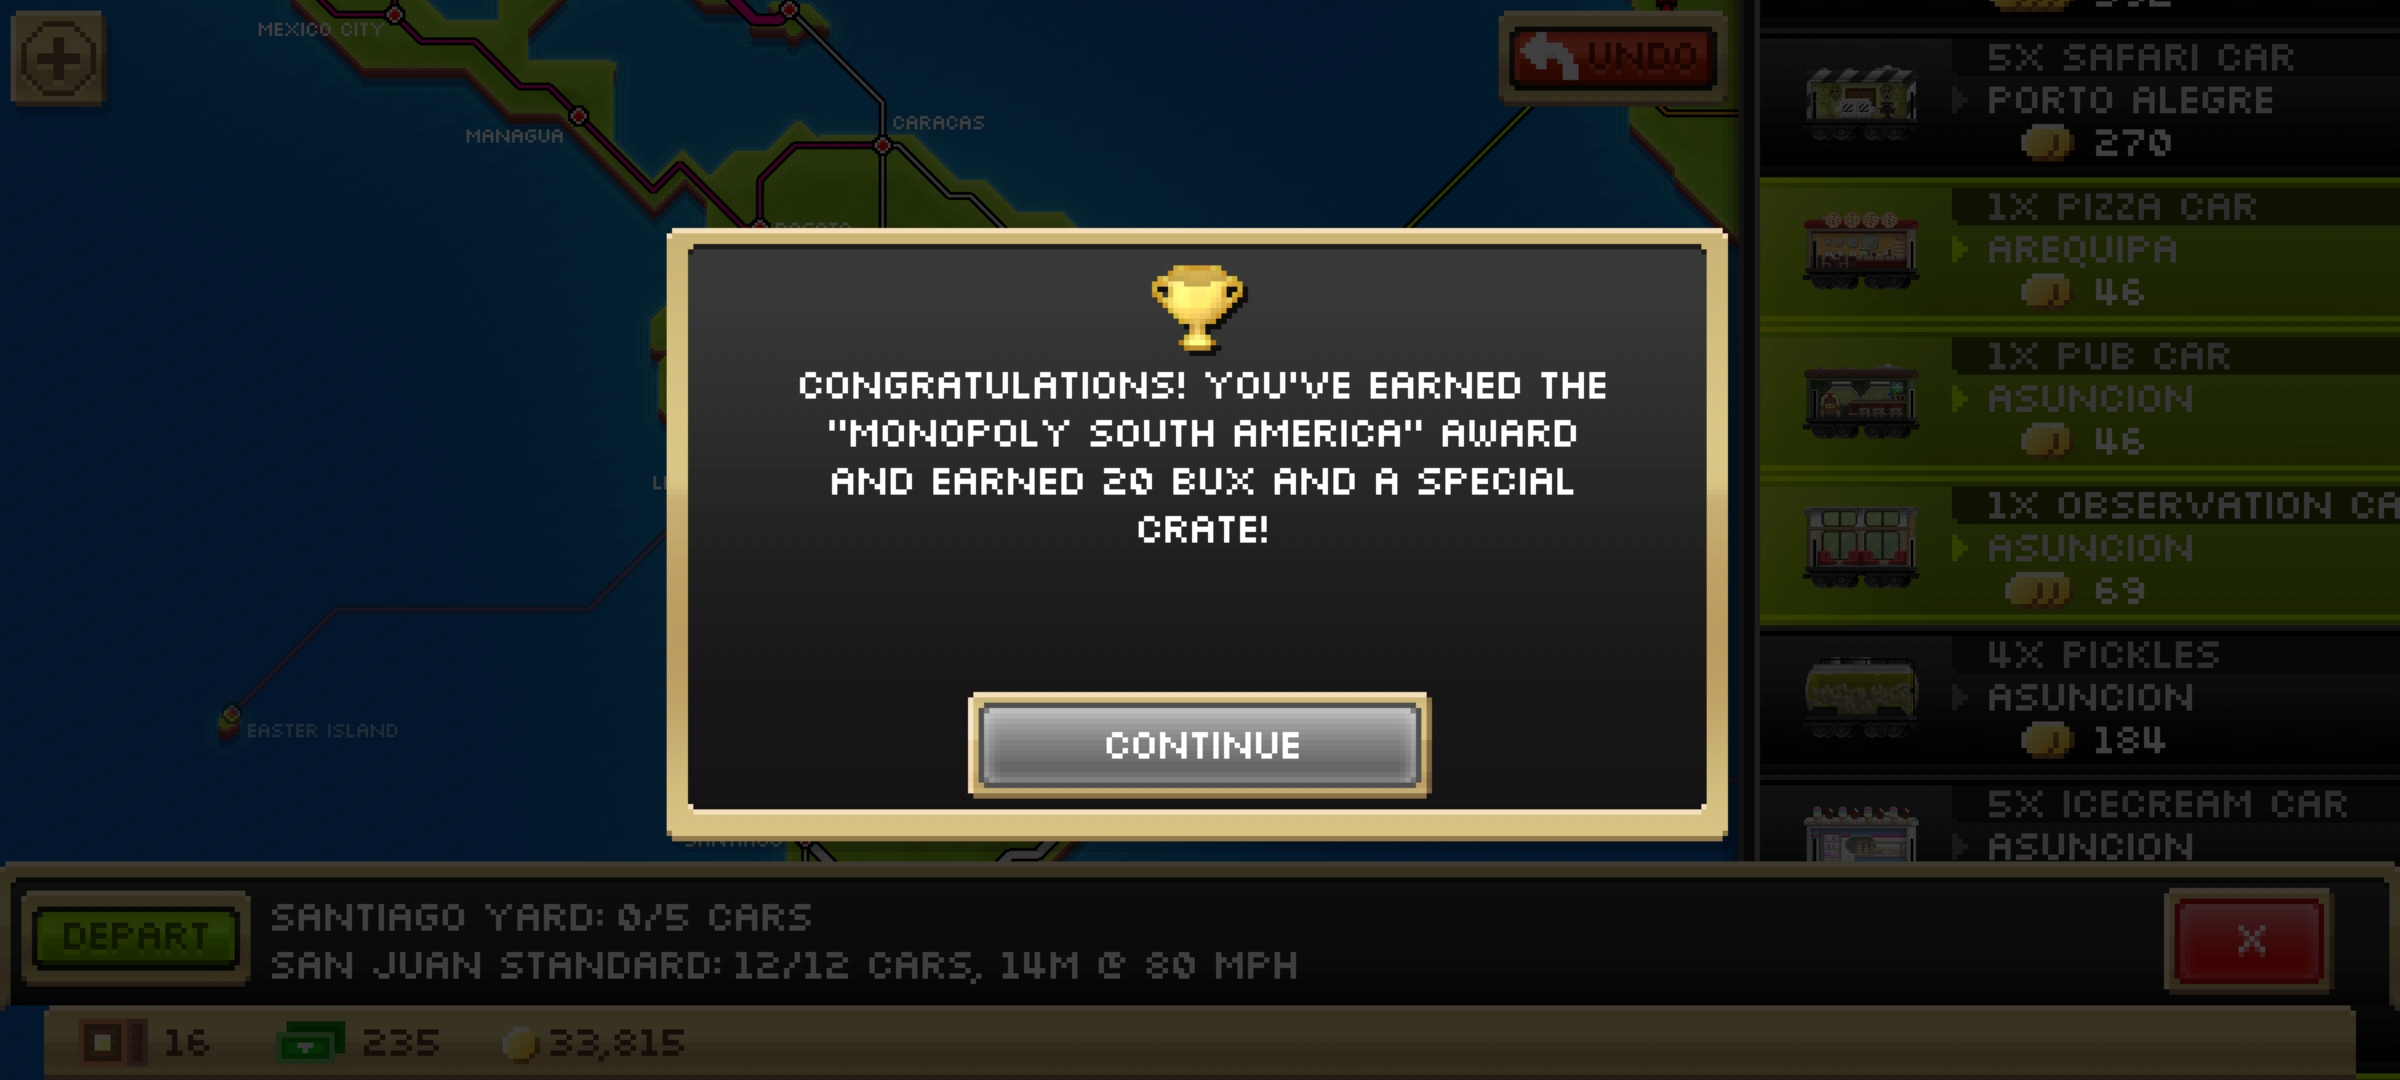 MEXICO CITY
MANAGUA
CARACAS
UNDO
5X SAFARI CAR
PORTO ALEGRE
270
1X PIZZA CAR
AREQUIPA
46
1X PUB CAR
ASUNCION
46
1X OBSERVATION CA
ASUNCION
69
4X PICKLES
ASUNCION
184
5X ICECREAM CAR
ASUNCION
CONGRATULATIONS! YOU'VE EARNED THE
"MONOPOLY SOUTH AMERICA" AWARD
AND EARNED 20 BUX AND A SPECIAL
CRATE!
CONTINUE
EASTER ISLAND
SANTIAGO
DEPART
SANTIAGO YARD: 0/5 CARS
SAN JUAN STANDARD: 12/12 CARS, 14M @ 80 MPH
X
16
235
33,815